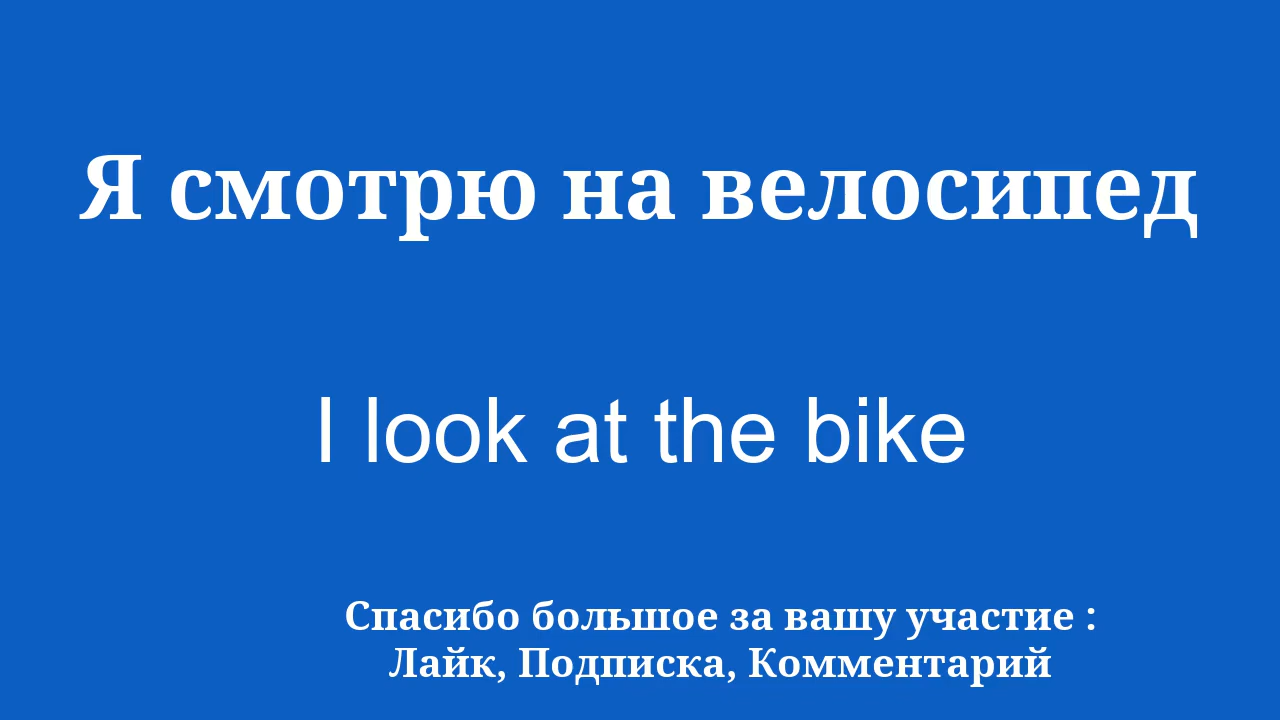 Я смотрю на велосипед
I look at the bike
Спасибо большое за вашу участие :
Лайк, Подписка, Комментарий